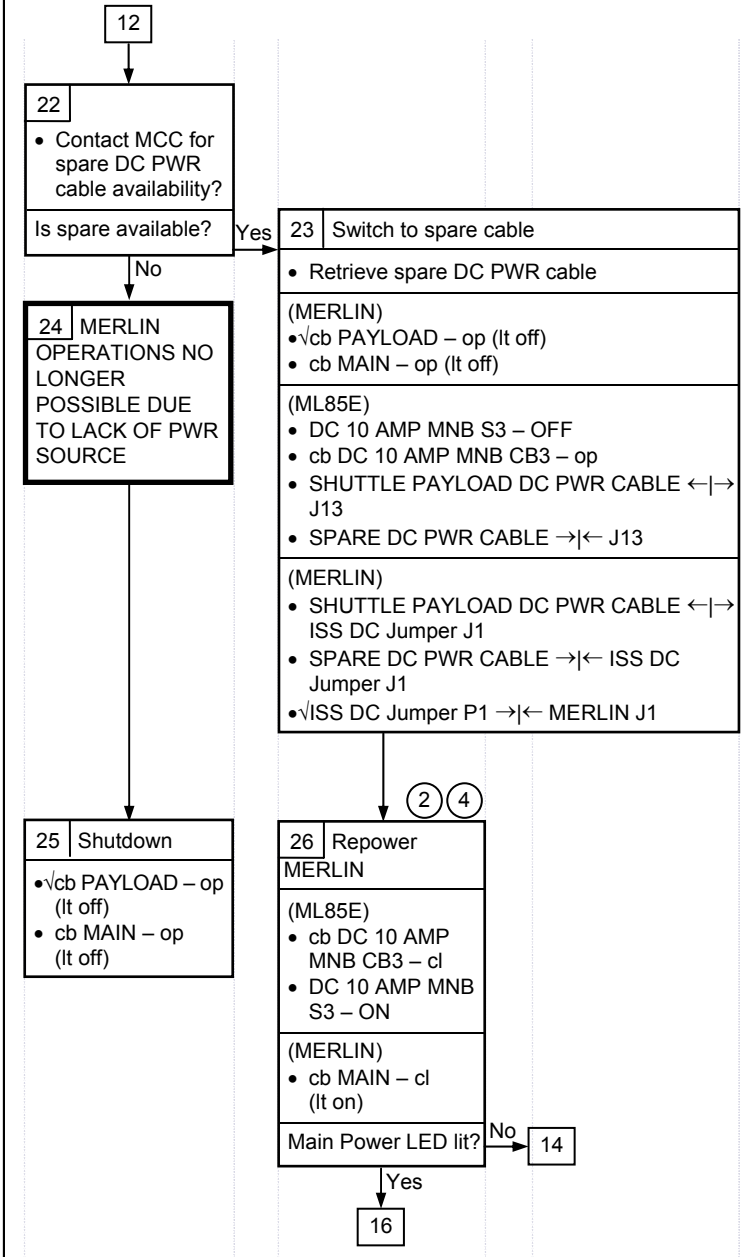 12
22
• Contact MCC for
spare DC PWR
cable availability?
Is spare available?
Yes
No
23 Switch to spare cable
• Retrieve spare DC PWR cable
(MERLIN)
•√cb PAYLOAD – op (lt off)
• cb MAIN – op (lt off)
(ML85E)
• DC 10 AMP MNB S3 – OFF
• cb DC 10 AMP MNB CB3 – op
• SHUTTLE PAYLOAD DC PWR CABLE ←|→
J13
• SPARE DC PWR CABLE →|← J13
(MERLIN)
• SHUTTLE PAYLOAD DC PWR CABLE ←|→
ISS DC Jumper J1
• SPARE DC PWR CABLE →|← ISS DC
Jumper J1
•√ISS DC Jumper P1 →|← MERLIN J1
24 MERLIN
OPERATIONS NO
LONGER
POSSIBLE DUE
TO LACK OF PWR
SOURCE
25 Shutdown
•√cb PAYLOAD – op
(lt off)
• cb MAIN – op
(lt off)
2 4
26 Repower
MERLIN
(ML85E)
• cb DC 10 AMP
MNB CB3 – cl
• DC 10 AMP MNB
S3 – ON
(MERLIN)
• cb MAIN – cl
(lt on)
Main Power LED lit?
No
14
Yes
16